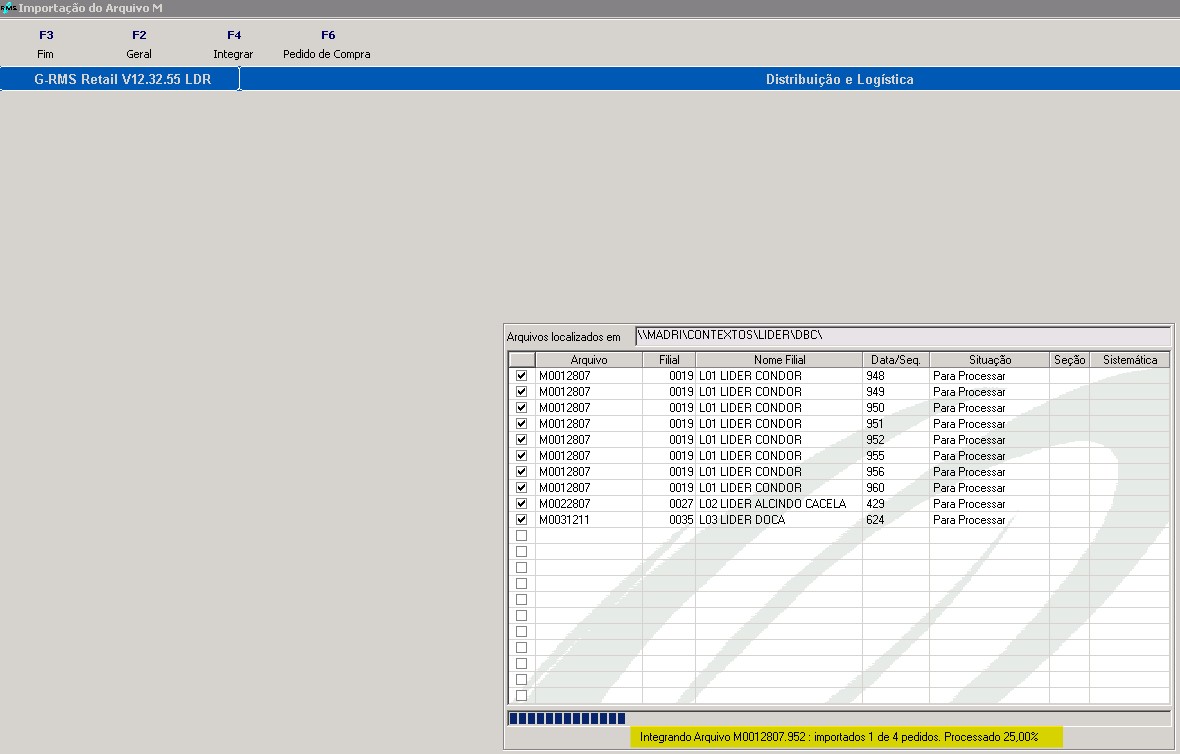 RMS Importação do Arquivo M
F3 F2 F4 F6
Fim Geral Integrar Pedido de Compra
G-RMS Retail V12.32.55 LDR Distribuição e Logística
Arquivos localizados em \\MADRI\CONTEXTOS\LIDER\DBC\
Arquivo Filial Nome Filial Data/Seq. Situação Seção Sistemática
M0012807 0019 L01 LIDER CONDOR 948 Para Processar
M0012807 0019 L01 LIDER CONDOR 949 Para Processar
M0012807 0019 L01 LIDER CONDOR 950 Para Processar
M0012807 0019 L01 LIDER CONDOR 951 Para Processar
M0012807 0019 L01 LIDER CONDOR 952 Para Processar
M0012807 0019 L01 LIDER CONDOR 955 Para Processar
M0012807 0019 L01 LIDER CONDOR 956 Para Processar
M0012807 0019 L01 LIDER CONDOR 960 Para Processar
M0022807 0027 L02 LIDER ALCINDO CACELA 429 Para Processar
M0031211 0035 L03 LIDER DOCA 624 Para Processar
Integrando Arquivo M0012807.952 : importados 1 de 4 pedidos. Processado 25,00%